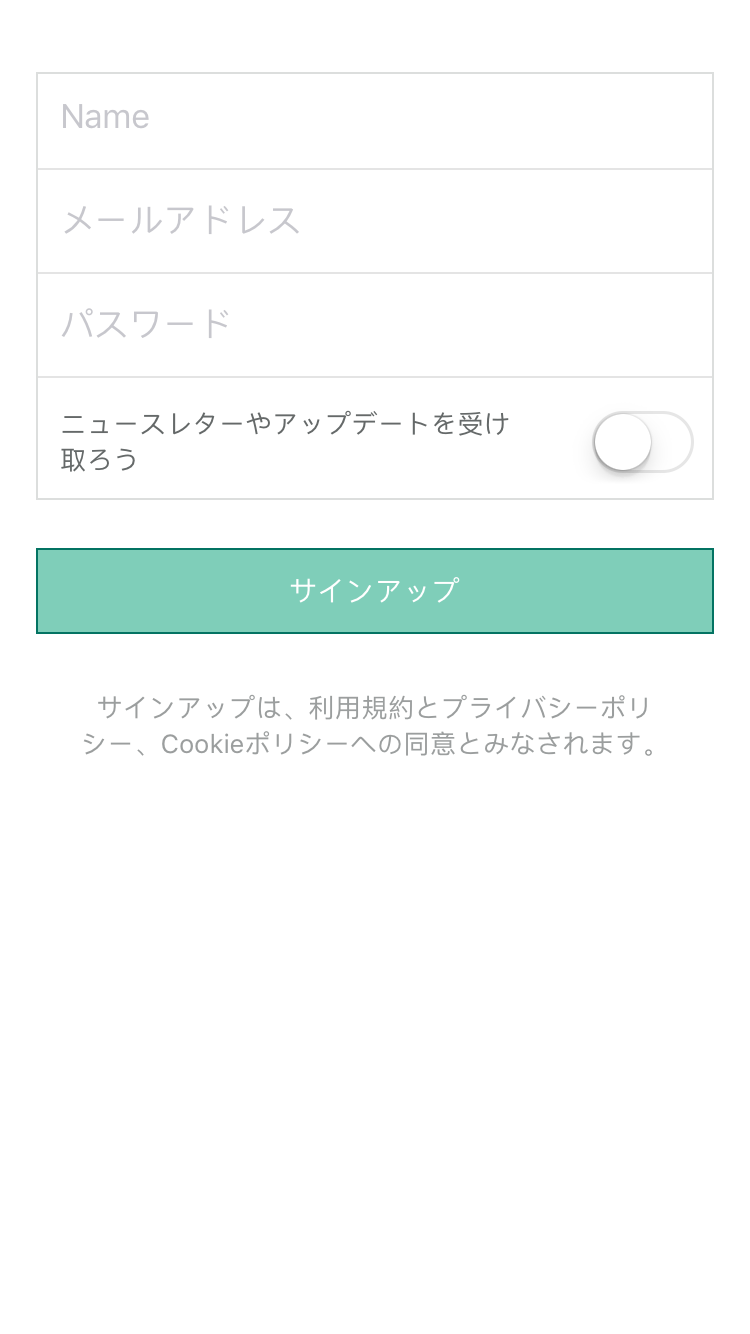 Name
メールアドレス
パスワード
ニュースレターやアップデートを受け
取ろう
サインアップ
サインアップは、利用規約とプライバシーポリ
シー、Cookieポリシーへの同意とみなされます。